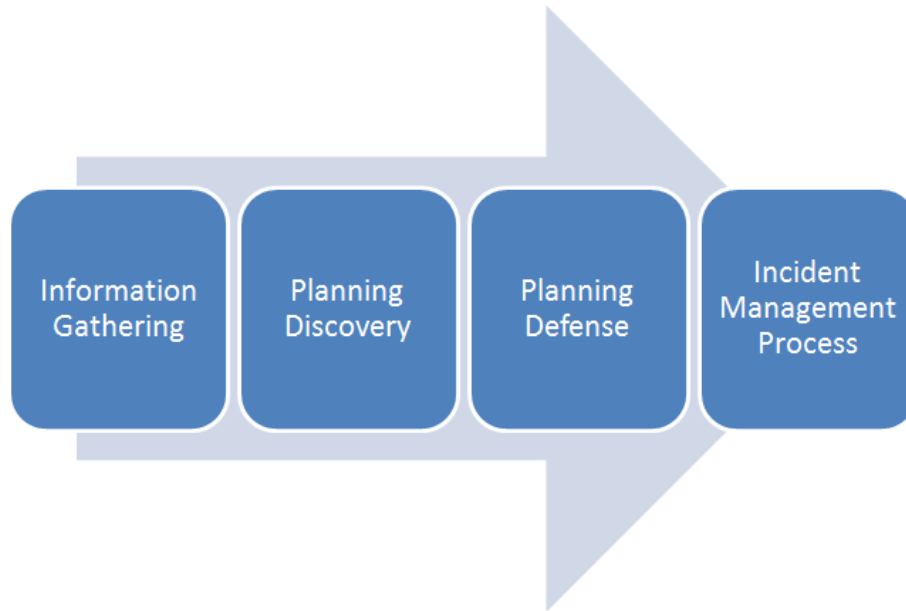 Information
Gathering
Planning
Discovery
Planning
Defense
Incident
Management
Process